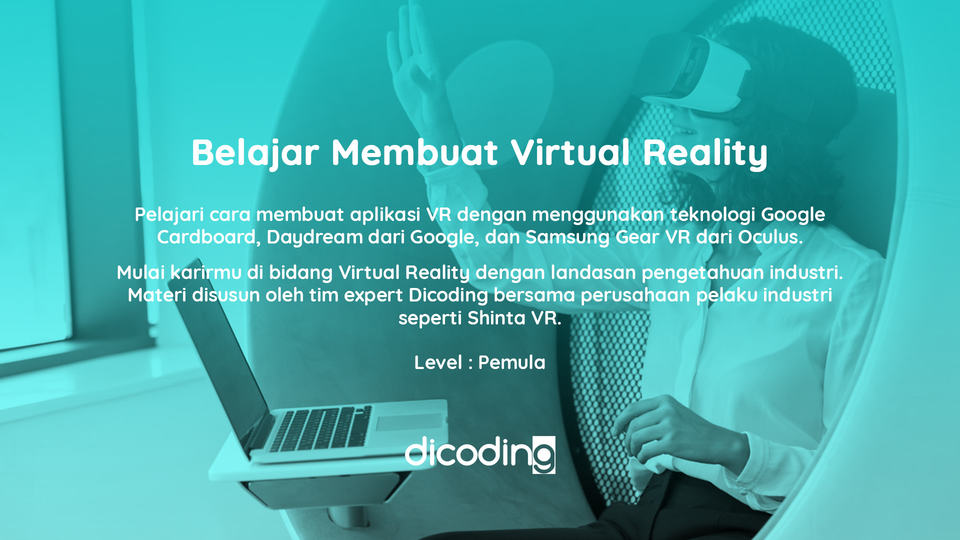 Belajar Membuat Virtual Reality
Pelajari cara membuat aplikasi VR dengan menggunakan teknologi Google
Cardboard, Daydream dari Google, dan Samsung Gear VR dari Oculus.
Mulai karirmu di bidang Virtual Reality dengan landasan pengetahuan industri.
Materi disusun oleh tim expert Dicoding bersama perusahaan pelaku industri
seperti Shinta VR.
Level : Pemula
dicoding